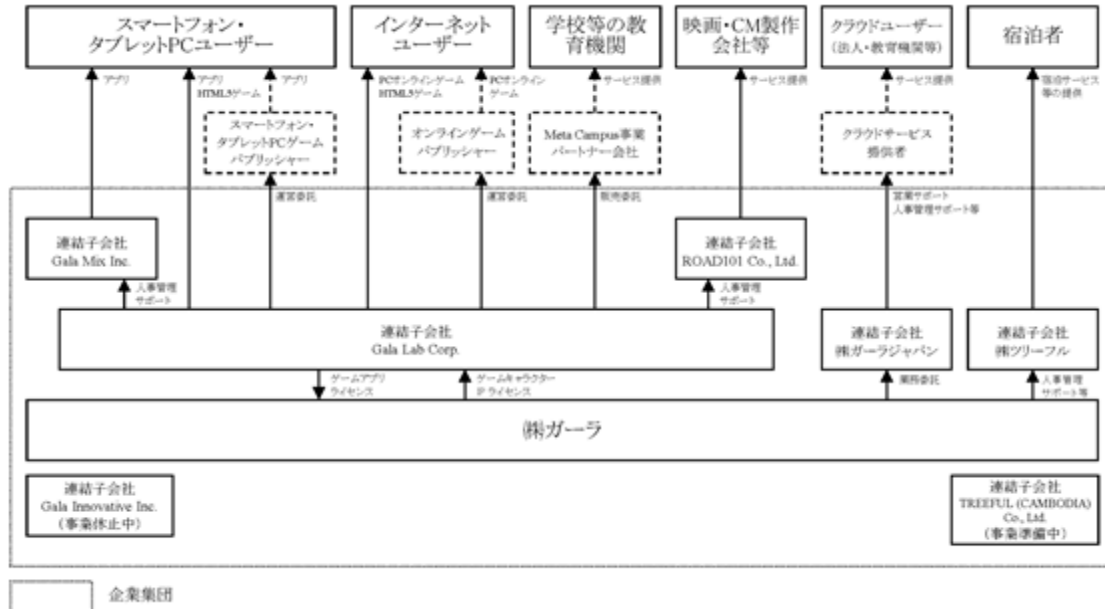 スマートフォン・
タブレットPCユーザー
インターネット
ユーザー
学校等の教
育機関
映画・CM製作
会社等
クラウドユーザー
(法人・教育機関等)
宿泊者
アプリ
アプリ
HTML5ゲーム
アプリ
PCオンラインゲーム
HTML5ゲーム
PCオンライン
ゲーム
サービス提供
サービス提供
サービス提供
宿泊サービス
等の提供
スマートフォン・
タブレットPCゲーム
パブリッシャー
オンラインゲーム
パブリッシャー
Meta Campus事業
パートナー会社
クラウドサービス
提供者
運営委託
運営委託
販売委託
営業サポート
人事管理サポート等
連結子会社
Gala Mix Inc.
連結子会社
ROAD101 Co., Ltd.
人事管理
サポート
人事管理
サポート
連結子会社
Gala Lab Corp.
連結子会社
㈱ガーラジャパン
連結子会社
㈱ツリーフル
ゲームアプリ
ライセンス
ゲームキャラクター
IPライセンス
業務委託
人事管理
サポート等
㈱ガーラ
連結子会社
Gala Innovative Inc.
(事業休止中)
連結子会社
TREEFUL (CAMBODIA)
Co., Ltd.
(事業準備中)
企業集団